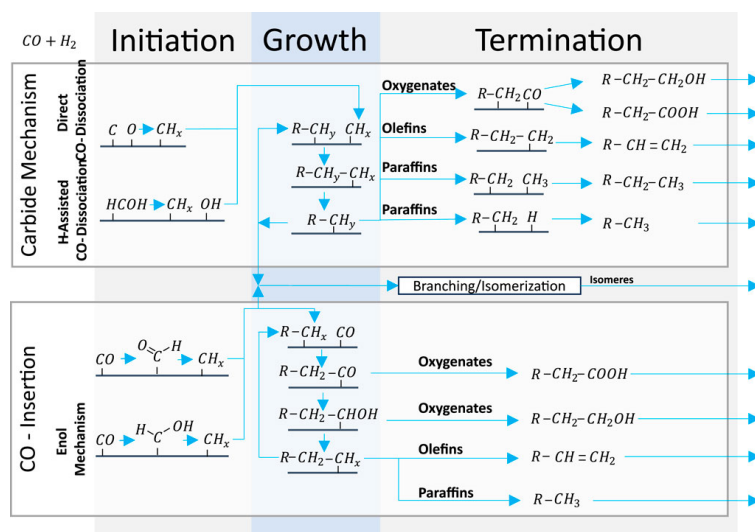 CO + H₂
Initiation
Growth
Termination
Carbide Mechanism
Direct
CO-Dissociation
C O CHₓ
H-Assisted
CO-Dissociation
HCOH CHₓ OH
R−CH_y CHₓ
R−CH_y−CHₓ
R−CH_y
Oxygenates
R−CH₂CO
R−CH₂−CH₂OH
R−CH₂−COOH
Olefins
R−CH₂−CH₂
R−CH=CH₂
Paraffins
R−CH₂ CH₃
R−CH₂−CH₃
Paraffins
R−CH₂ H
R−CH₃
Branching/Isomerization
Isomeres
CO - Insertion
CO O H C CHₓ
Enol
Mechanism
CO H OH C CHₓ
R−CHₓ CO
R−CH₂−CO
R−CH₂−CHOH
R−CH₂−CHₓ
Oxygenates
R−CH₂−COOH
Oxygenates
R−CH₂−CH₂OH
Olefins
R−CH=CH₂
Paraffins
R−CH₃